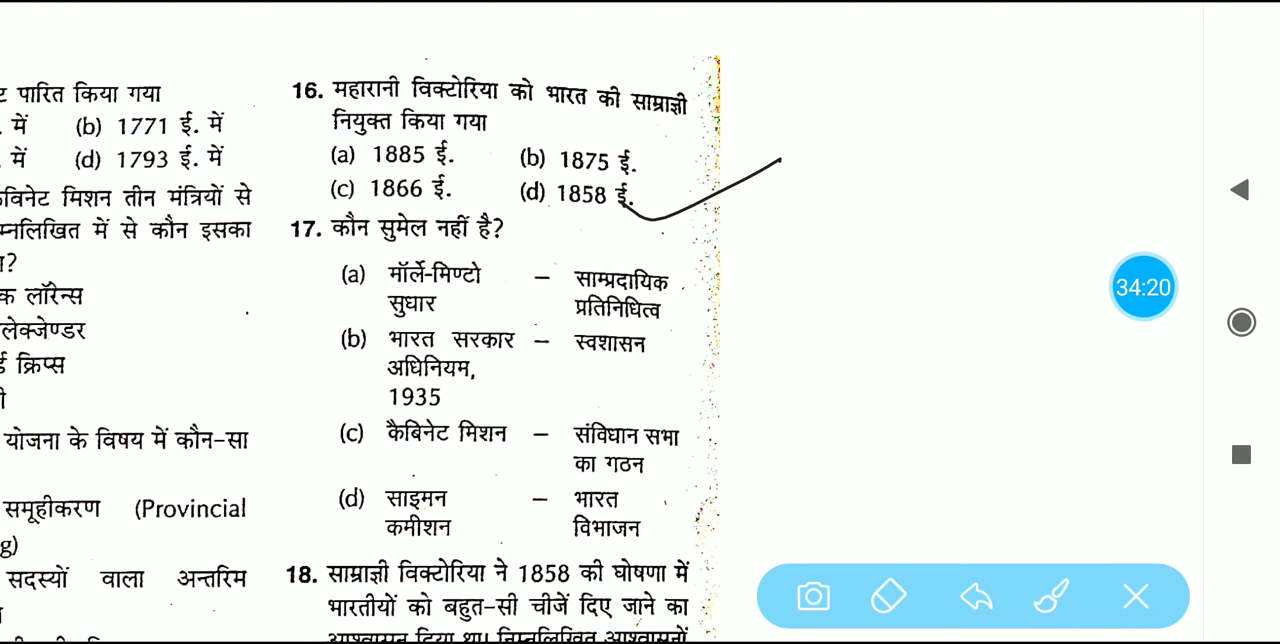 पारित किया गया
में (b) 1771 ई. में
में (d) 1793 ई. में
मिशन तीन मंत्रियों से
में से कौन इसका
?
लॉरेन्स
क्रिप्स
योजना के विषय में कौन-सा
समूहीकरण (Provincial
g)
सदस्यों वाला अन्तरिम
16. महारानी विक्टोरिया को भारत की साम्राज्ञी
नियुक्त किया गया
(a) 1885 ई. (b) 1875 ई.
(c) 1866 ई. (d) 1858 ई.
17. कौन सुमेल नहीं है?
(a) मॉर्ले-मिण्टो – साम्प्रदायिक
सुधार प्रतिनिधित्व
(b) भारत सरकार – स्वशासन
अधिनियम,
1935
(c) कैबिनेट मिशन – संविधान सभा
का गठन
(d) साइमन – भारत
कमीशन विभाजन
18. साम्राज्ञी विक्टोरिया ने 1858 की घोषणा में
भारतीयों को बहुत-सी चीजें दिए जाने का
34:20